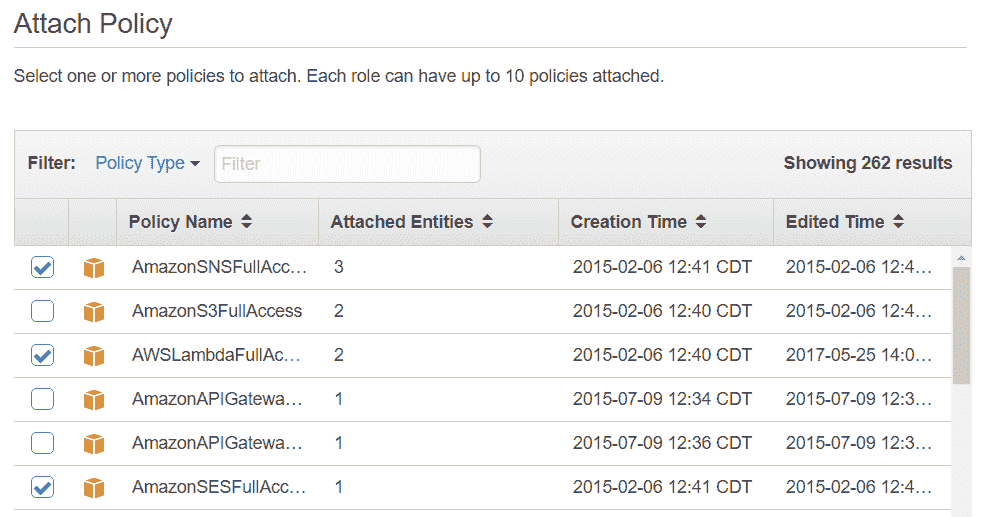 Attach Policy
Select one or more policies to attach. Each role can have up to 10 policies attached.
Filter: Policy Type Filter Showing 262 results
Policy Name Attached Entities Creation Time Edited Time
AmazonSNSFullAcc… 3 2015-02-06 12:41 CDT 2015-02-06 12:4…
AmazonS3FullAccess 2 2015-02-06 12:40 CDT 2015-02-06 12:4…
AWSLambdaFullAc… 2 2015-02-06 12:40 CDT 2017-05-25 14:0…
AmazonAPIGatewa… 1 2015-07-09 12:34 CDT 2015-07-09 12:3…
AmazonAPIGatewa… 1 2015-07-09 12:36 CDT 2015-07-09 12:3…
AmazonSESFullAcc… 1 2015-02-06 12:41 CDT 2015-02-06 12:4…